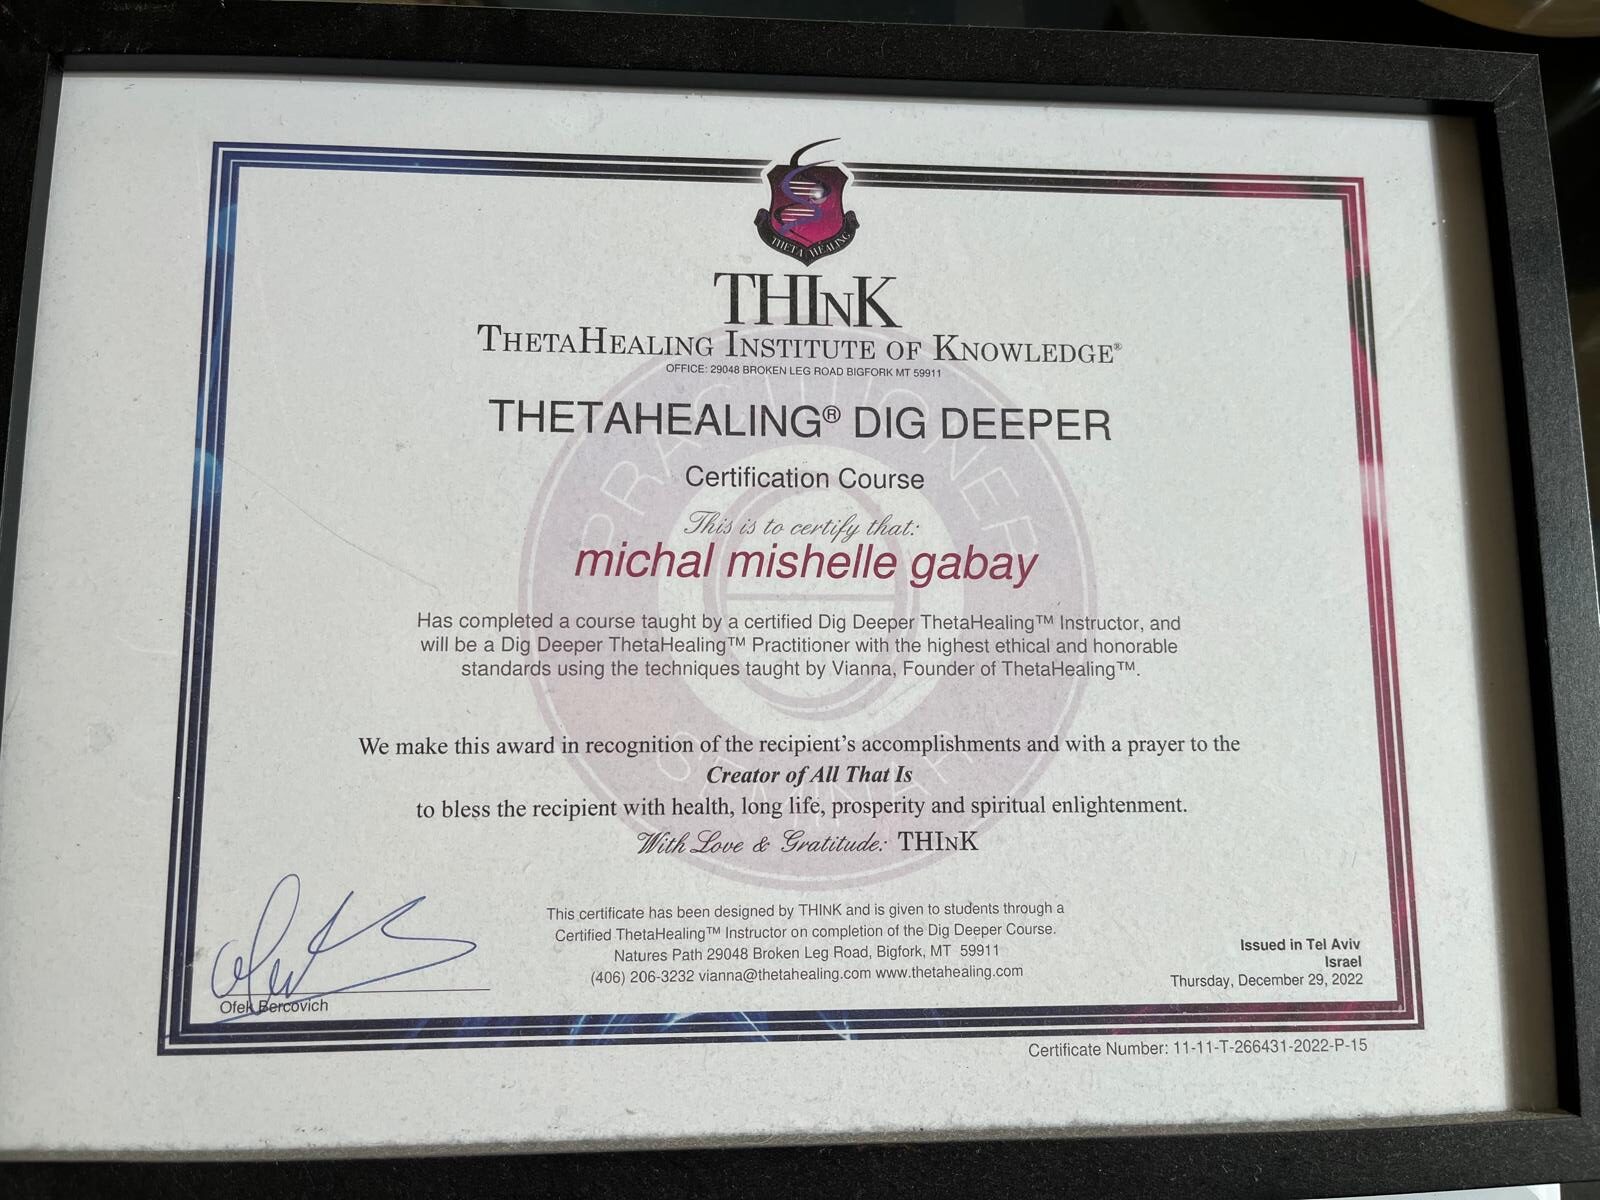 THETA HEALING
THInK
THETAHEALING INSTITUTE OF KNOWLEDGE®
OFFICE: 29048 BROKEN LEG ROAD BIGFORK MT 59911
THETAHEALING® DIG DEEPER
Certification Course
This is to certify that:
michal mishelle gabay
Has completed a course taught by a certified Dig Deeper ThetaHealing™ Instructor, and
will be a Dig Deeper ThetaHealing™ Practitioner with the highest ethical and honorable
standards using the techniques taught by Vianna, Founder of ThetaHealing™.
PRACTITIONER
SEMINAR
We make this award in recognition of the recipient's accomplishments and with a prayer to the
Creator of All That Is
to bless the recipient with health, long life, prosperity and spiritual enlightenment.
With Love & Gratitude: THInK
This certificate has been designed by THINK and is given to students through a
Certified ThetaHealing™ Instructor on completion of the Dig Deeper Course.
Natures Path 29048 Broken Leg Road, Bigfork, MT 59911
(406) 206-3232 vianna@thetahealing.com www.thetahealing.com
Ofek Bercovich
Issued in Tel Aviv
Israel
Thursday, December 29, 2022
Certificate Number: 11-11-T-266431-2022-P-15